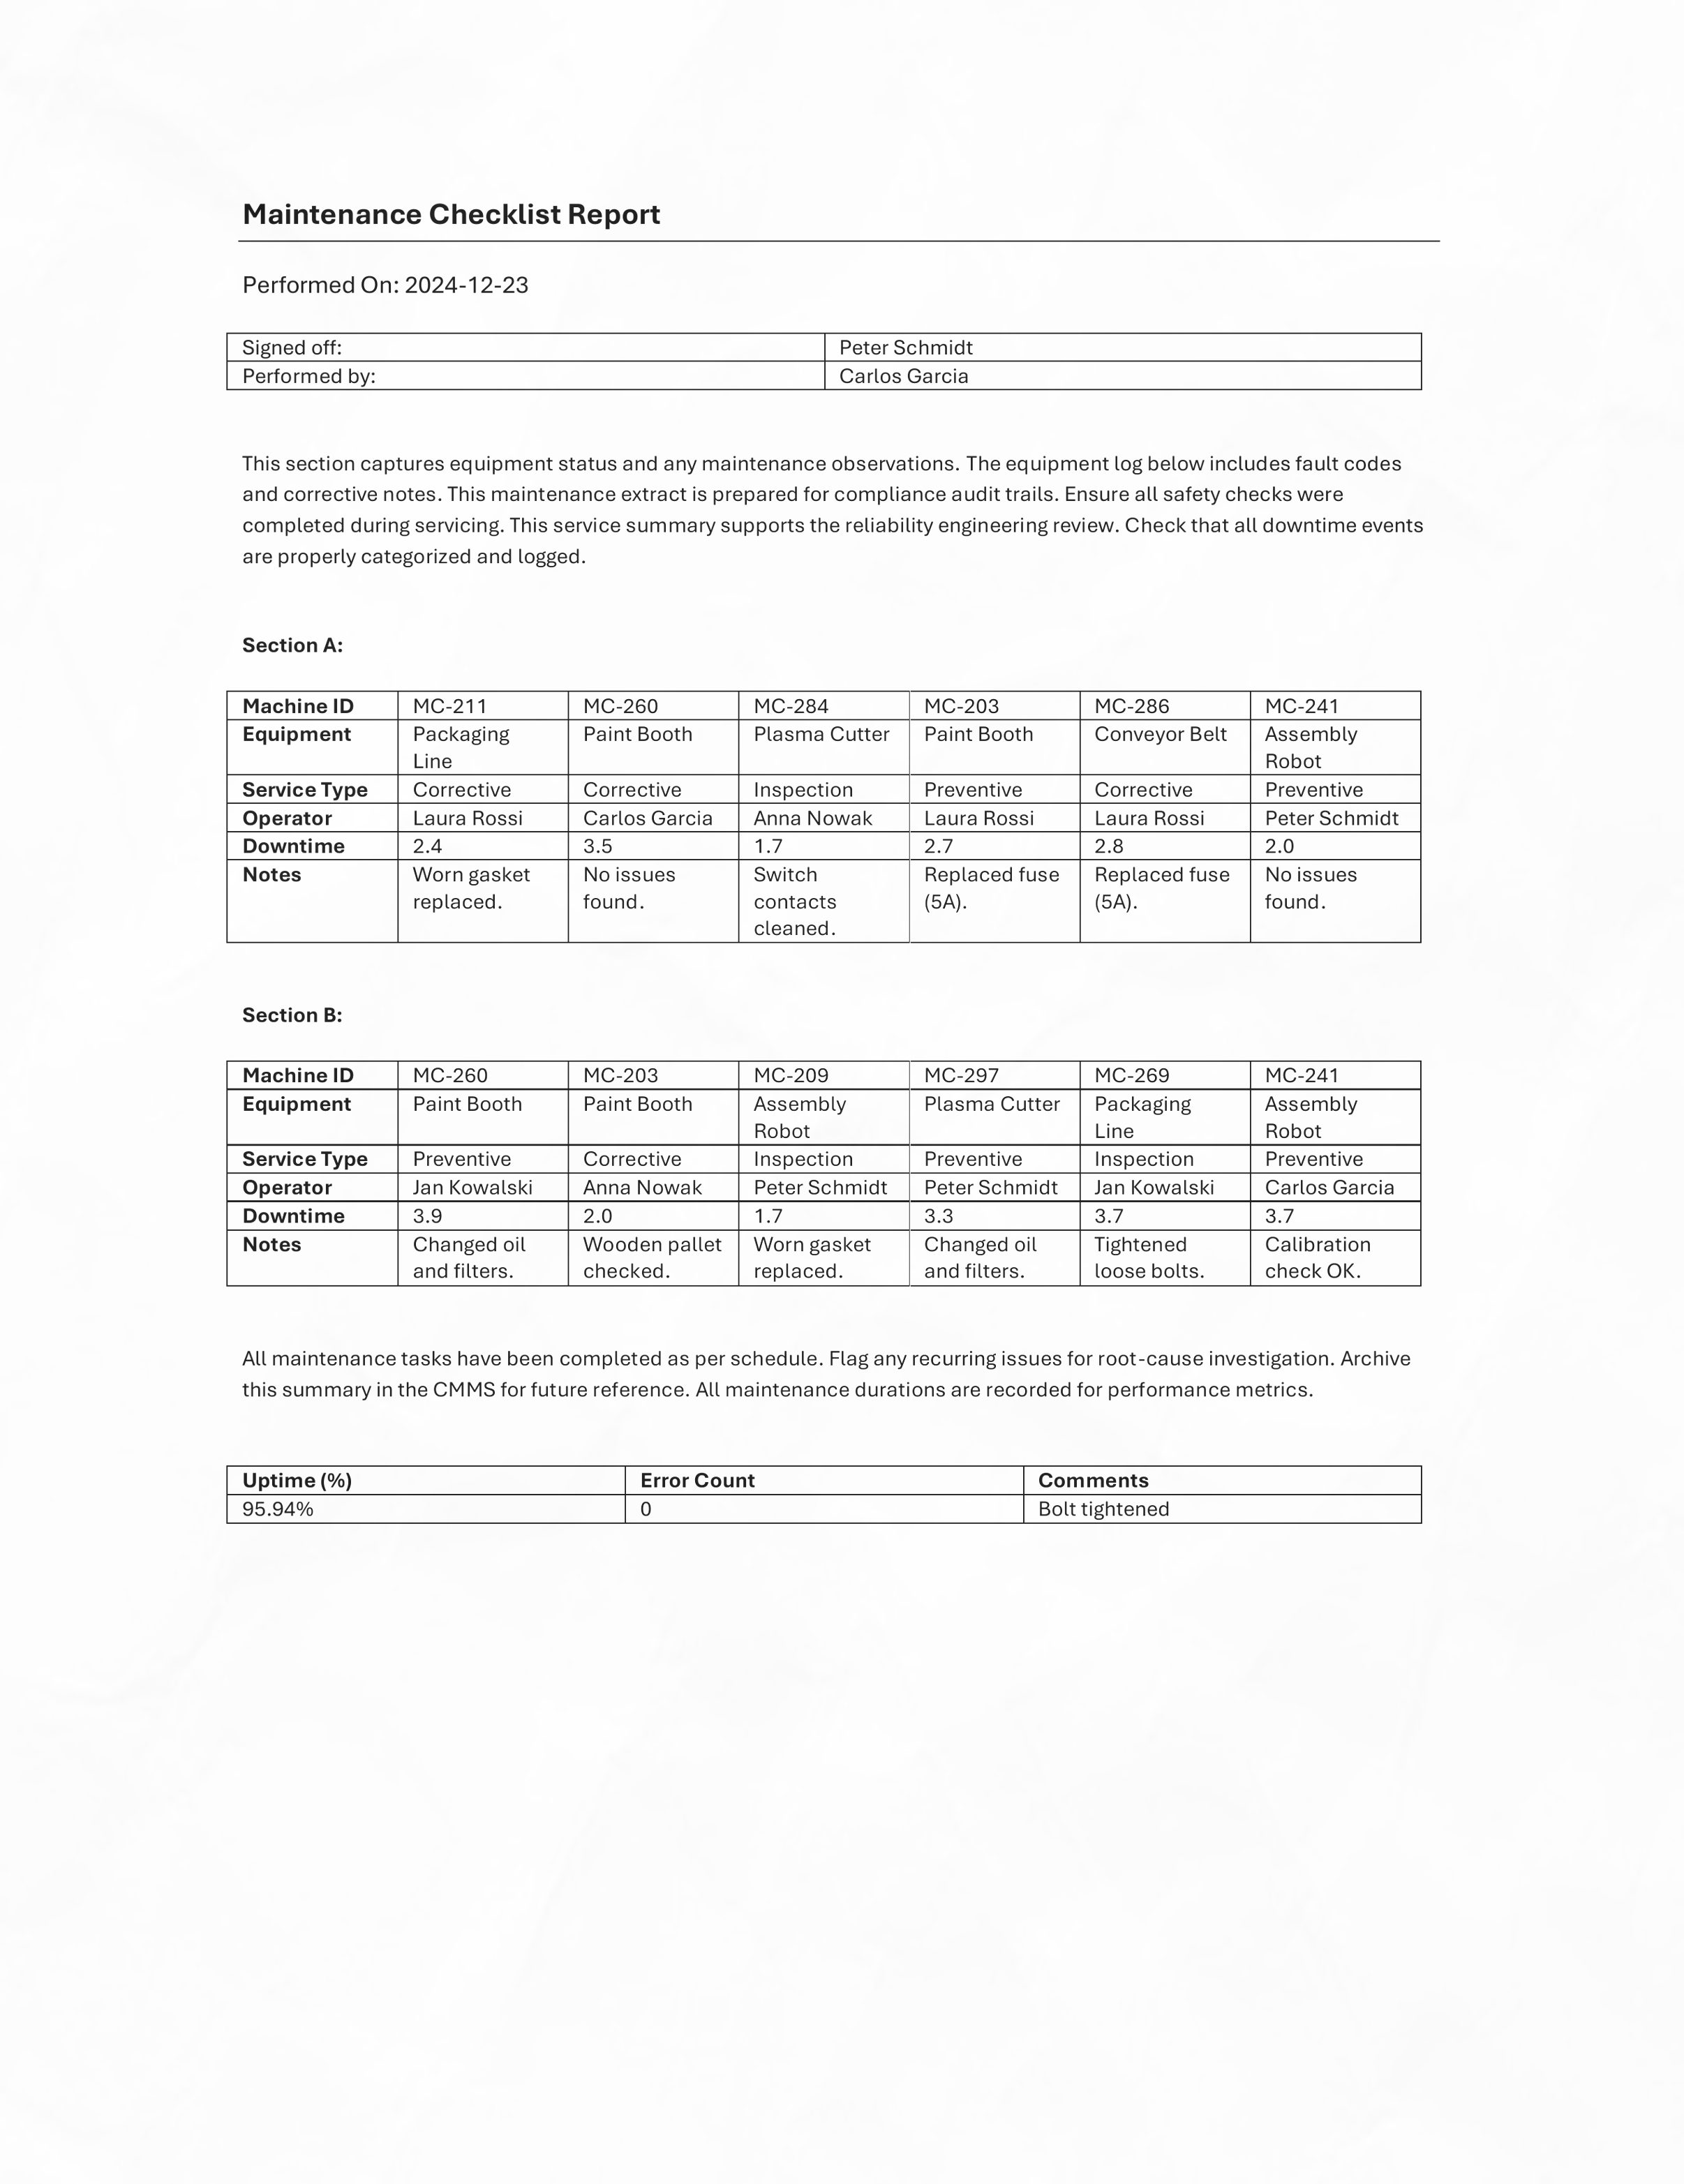 Maintenance Checklist Report
Performed On: 2024-12-23
Signed off: Peter Schmidt
Performed by: Carlos Garcia
This section captures equipment status and any maintenance observations. The equipment log below includes fault codes
and corrective notes. This maintenance extract is prepared for compliance audit trails. Ensure all safety checks were
completed during servicing. This service summary supports the reliability engineering review. Check that all downtime events
are properly categorized and logged.
Section A:
Machine ID MC-211 MC-260 MC-284 MC-203 MC-286 MC-241
Equipment Packaging Paint Booth Plasma Cutter Paint Booth Conveyor Belt Assembly
Line Robot
Service Type Corrective Corrective Inspection Preventive Corrective Preventive
Operator Laura Rossi Carlos Garcia Anna Nowak Laura Rossi Laura Rossi Peter Schmidt
Downtime 2.4 3.5 1.7 2.7 2.8 2.0
Notes Worn gasket No issues Switch Replaced fuse Replaced fuse No issues
replaced. found. contacts (5A). (5A). found.
cleaned.
Section B:
Machine ID MC-260 MC-203 MC-209 MC-297 MC-269 MC-241
Equipment Paint Booth Paint Booth Assembly Plasma Cutter Packaging Assembly
Robot Line Robot
Service Type Preventive Corrective Inspection Preventive Inspection Preventive
Operator Jan Kowalski Anna Nowak Peter Schmidt Peter Schmidt Jan Kowalski Carlos Garcia
Downtime 3.9 2.0 1.7 3.3 3.7 3.7
Notes Changed oil Wooden pallet Worn gasket Changed oil Tightened Calibration
and filters. checked. replaced. and filters. loose bolts. check OK.
All maintenance tasks have been completed as per schedule. Flag any recurring issues for root-cause investigation. Archive
this summary in the CMMS for future reference. All maintenance durations are recorded for performance metrics.
Uptime (%) Error Count Comments
95.94% 0 Bolt tightened